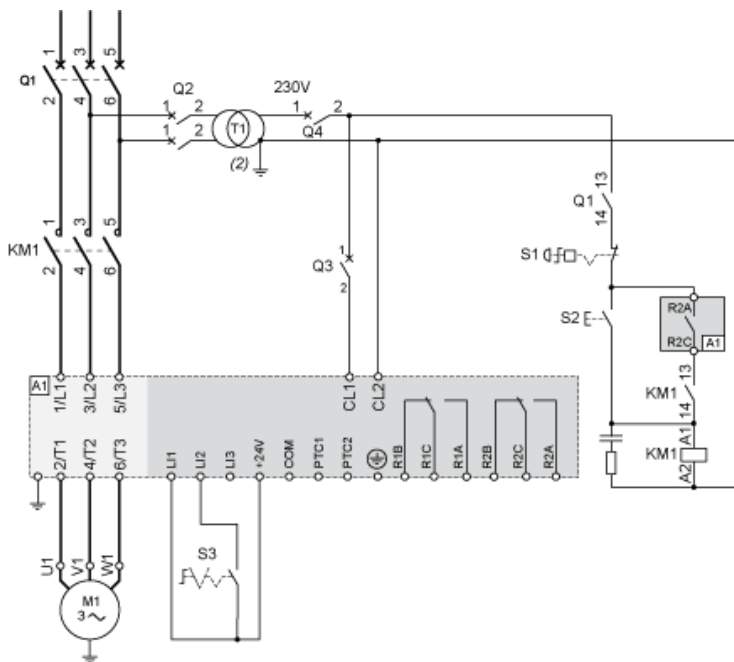 1 3 5
Q1
2 4 6
Q2
1 2
1 2
T1
(2)
230V
1 2
Q4
13
Q1
14
1 3 5
KM1
2 4 6
1
Q3
2
S1
S2
R2A
R2C
A1
13
KM1
14
A1
KM1
A2
A1
1/L1 3/L2 5/L3 CL1 CL2
2/T1 4/T2 6/T3 LI1 LI2 LI3 +24V COM PTC1 PTC2 R1B R1C R1A R2B R2C R2A
S3
U1 V1 W1
M1
3 ~